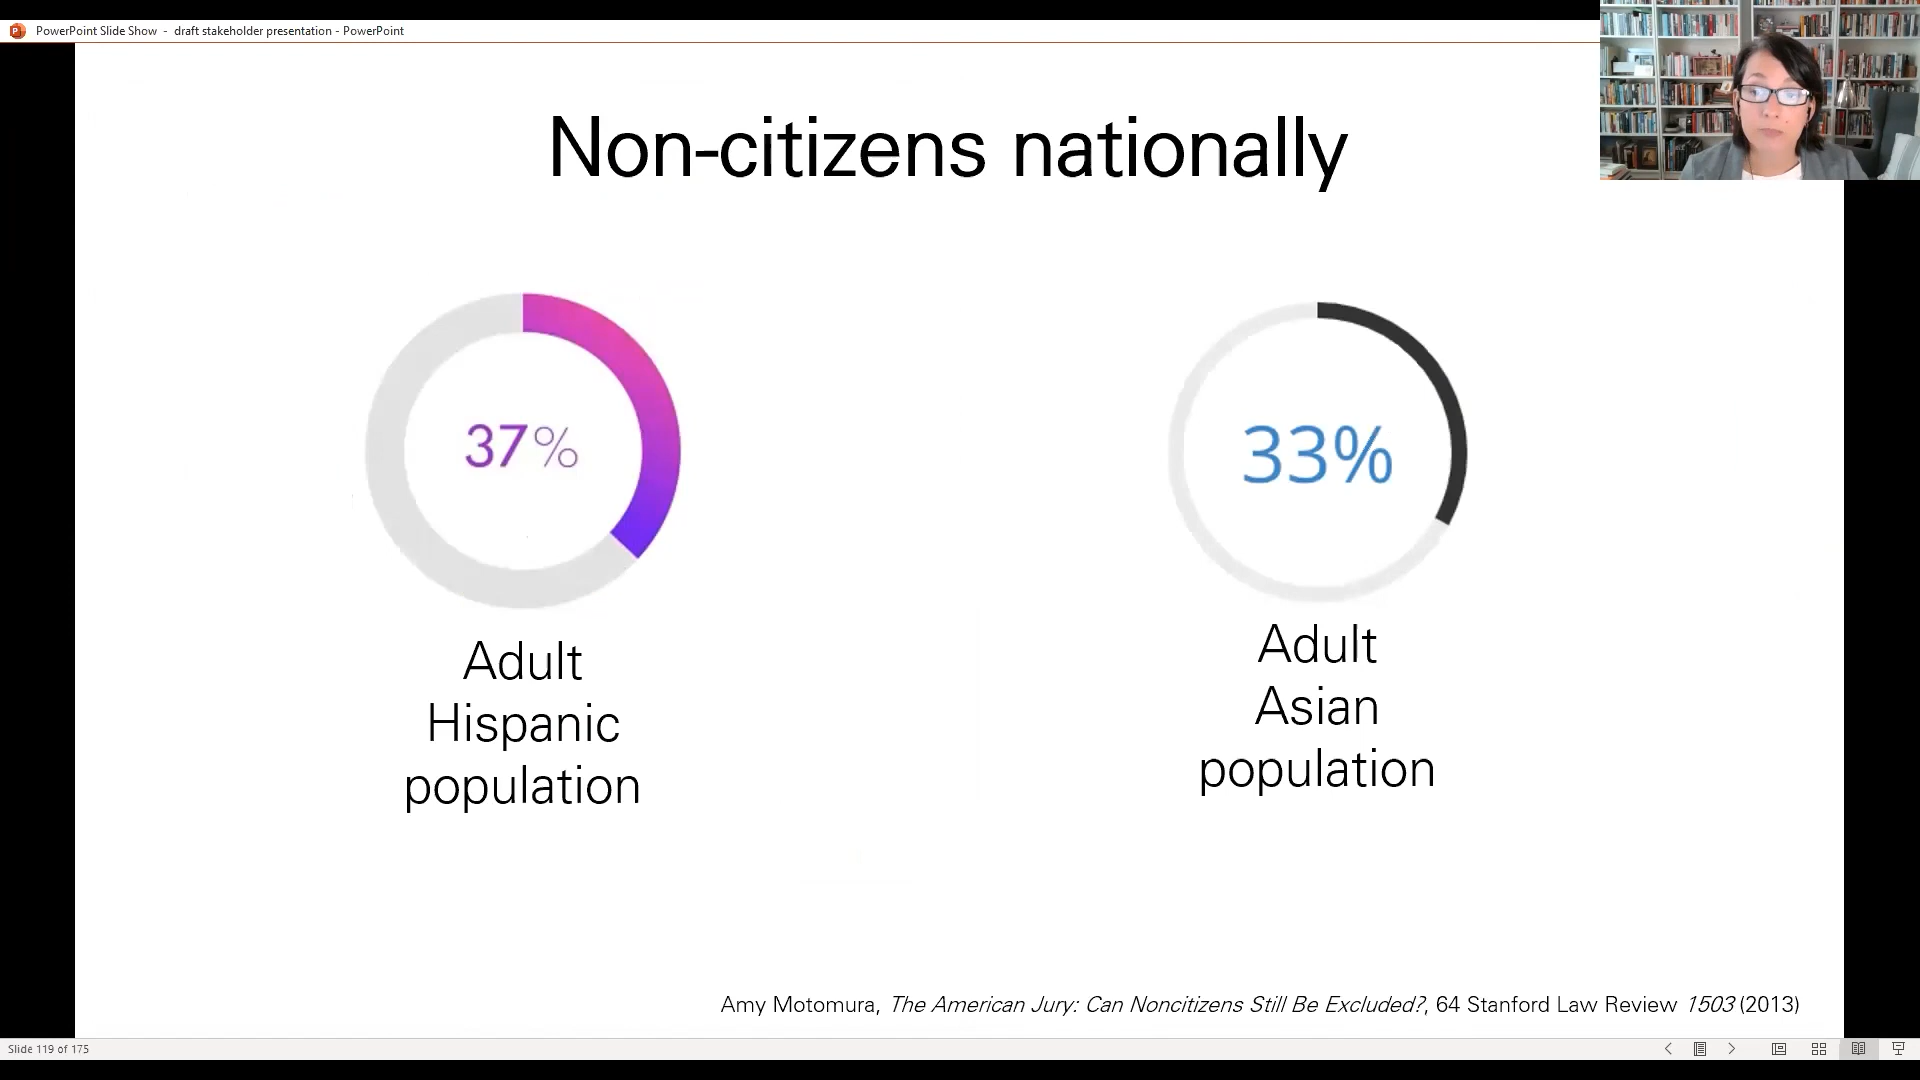 PowerPoint Slide Show - draft stakeholder presentation - PowerPoint
Non-citizens nationally
37%
33%
Adult
Hispanic
population
Adult
Asian
population
Amy Motomura, The American Jury: Can Noncitizens Still Be Excluded?, 64 Stanford Law Review 1503 (2013)
Slide 119 of 175